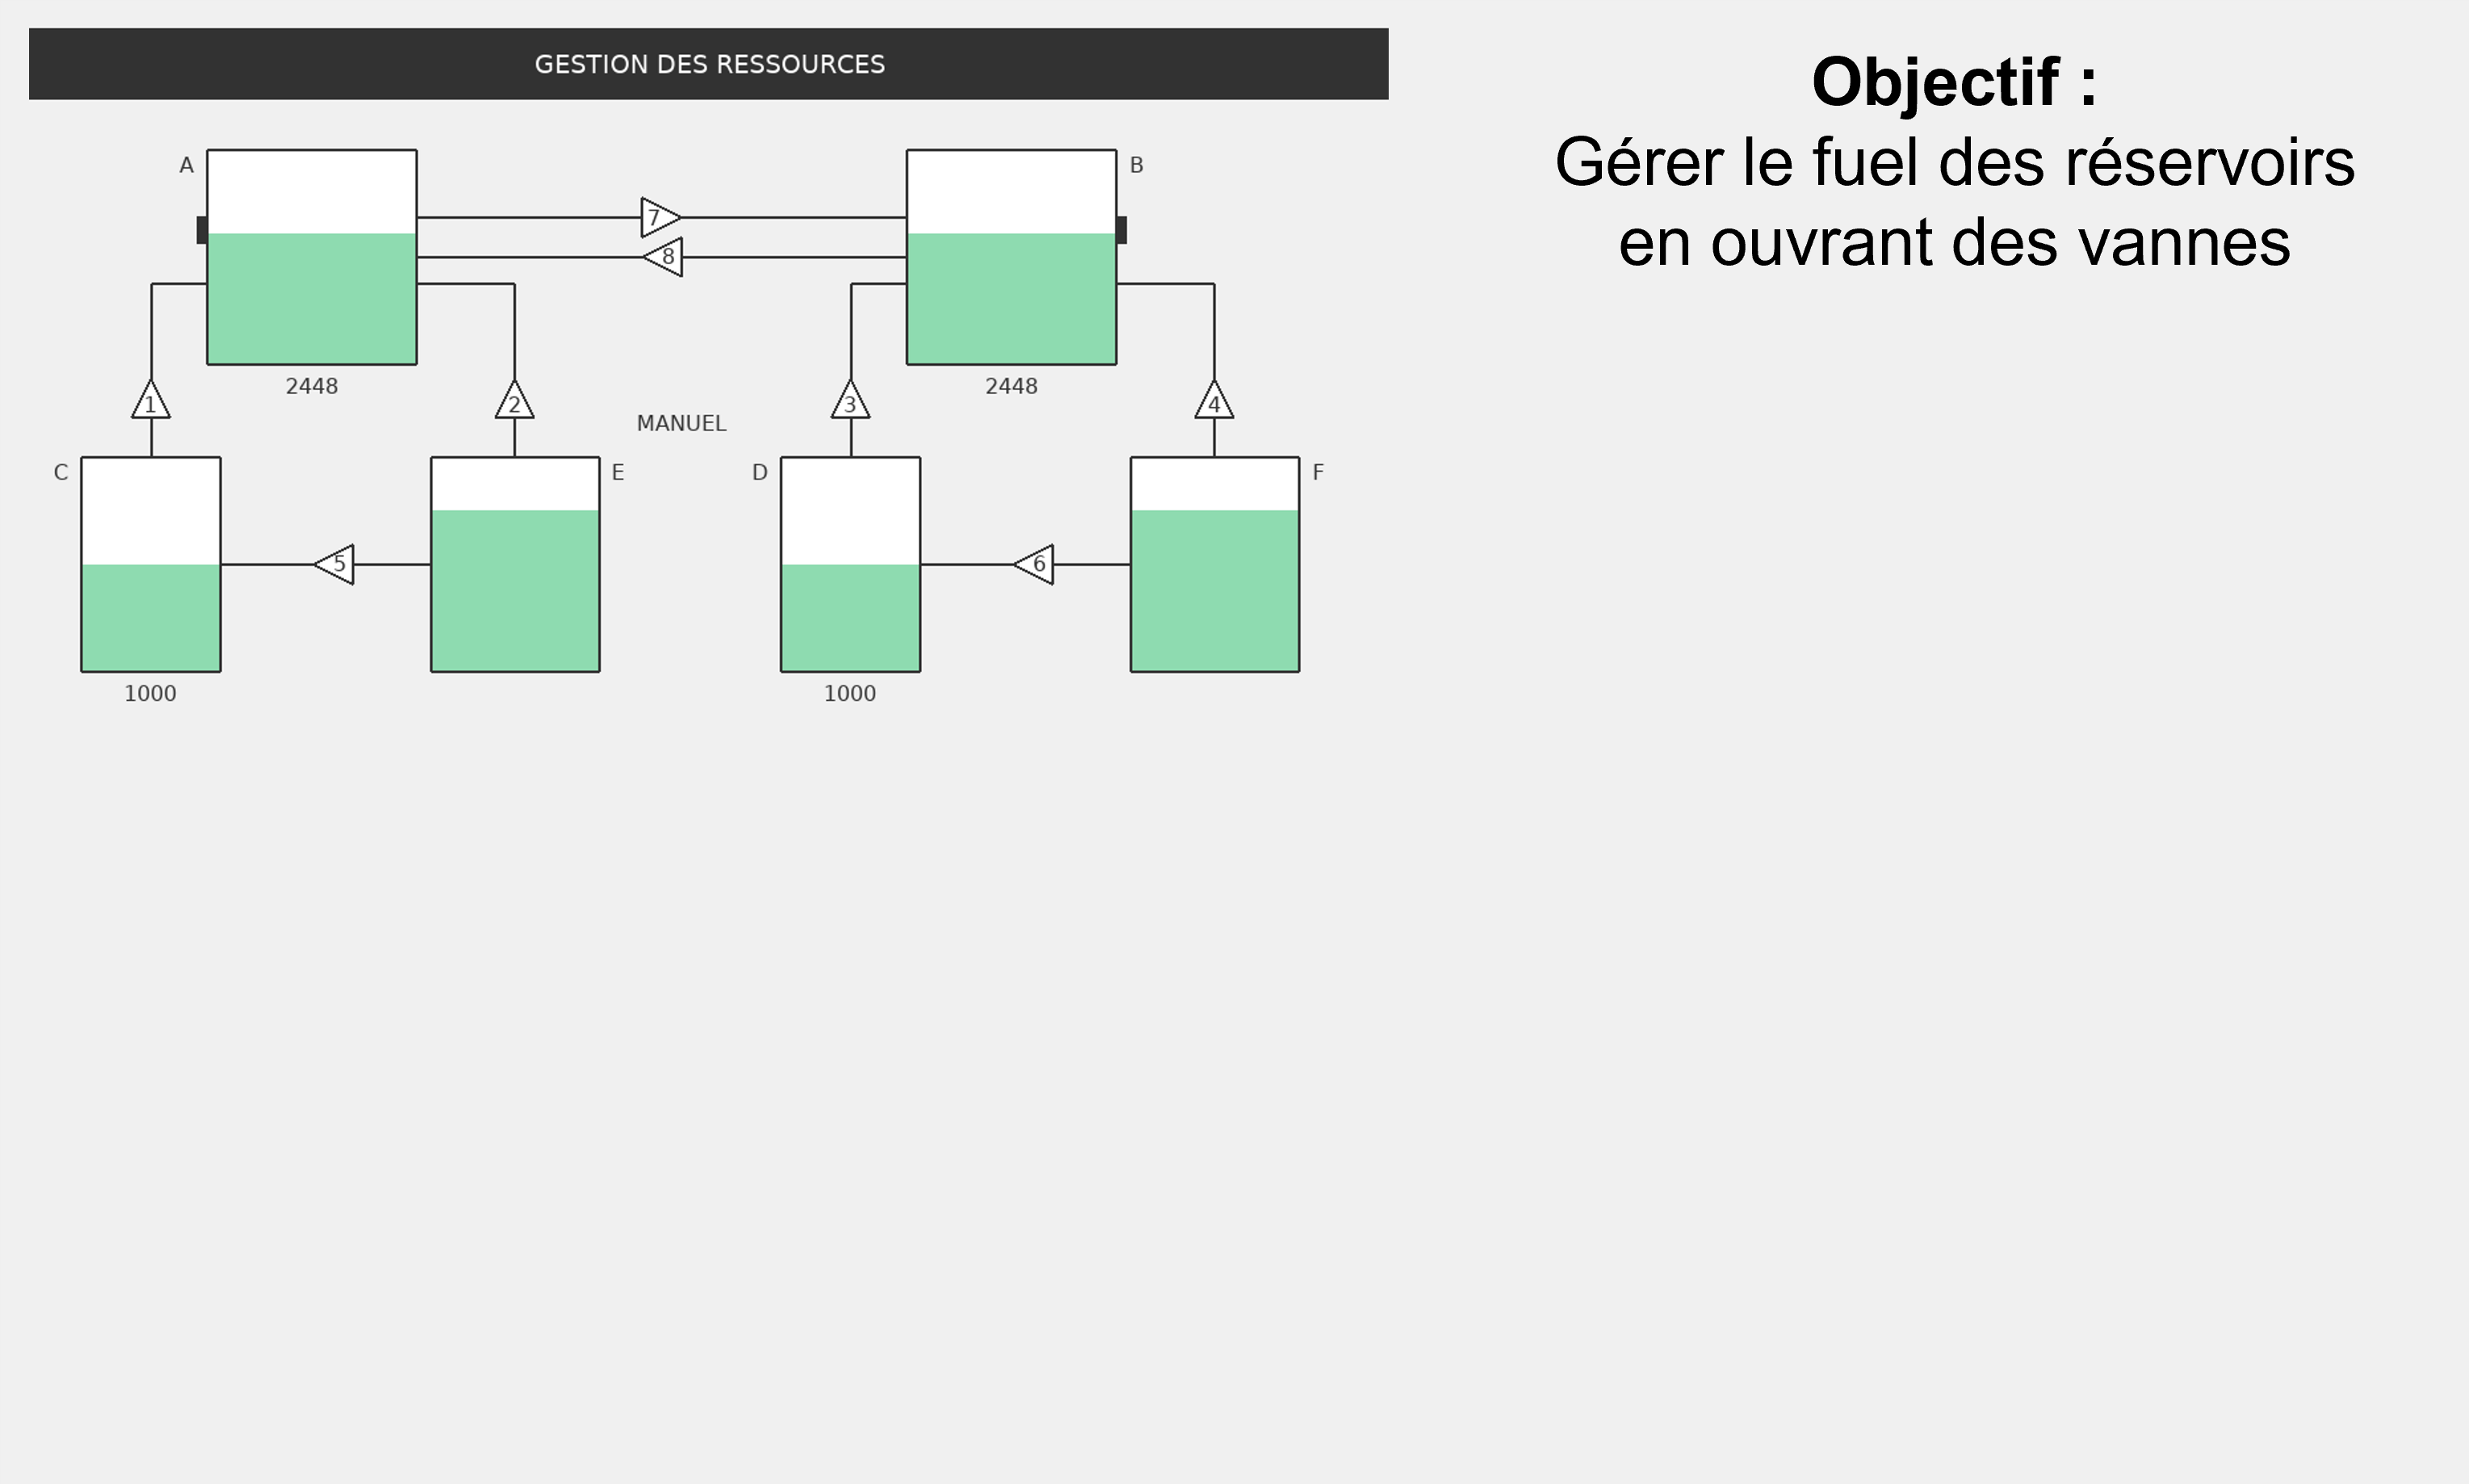 GESTION DES RESSOURCES
Objectif :
Gérer le fuel des réservoirs
en ouvrant des vannes
A
B
7
8
2448
2448
1
2
3
4
MANUEL
C
E
D
F
5
6
1000
1000